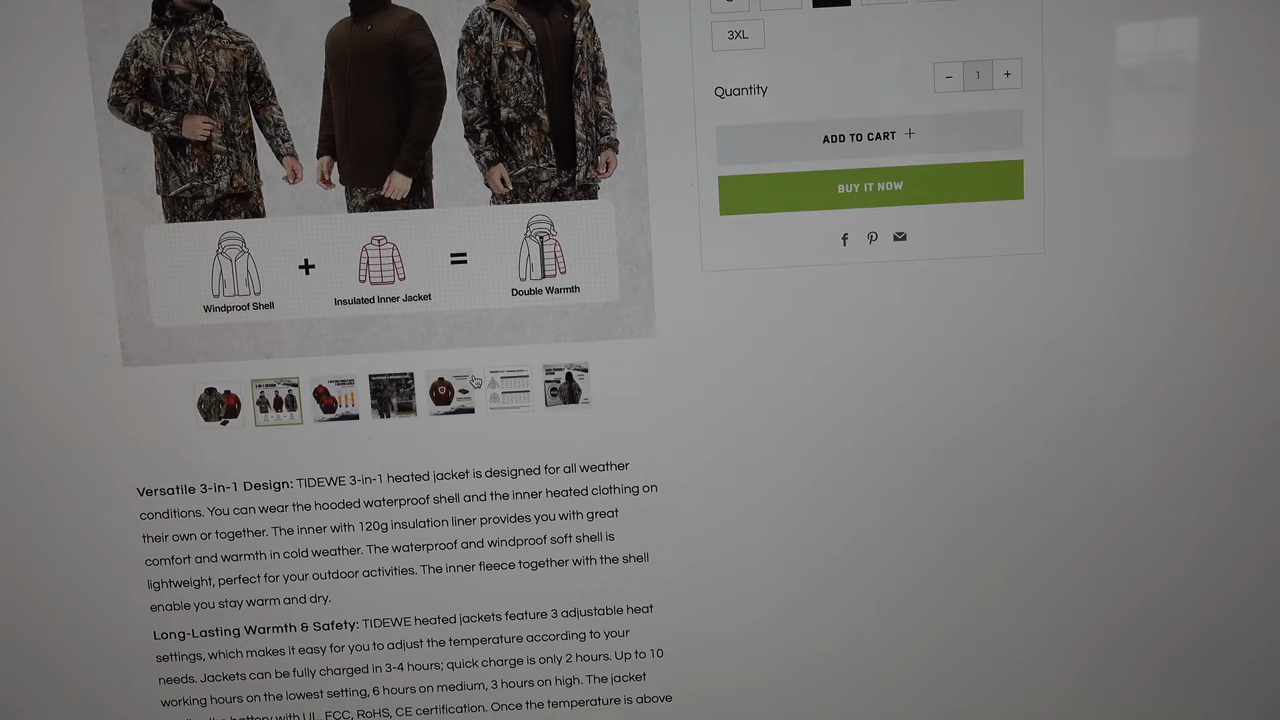 3XL
Quantity
− 1 +
ADD TO CART +
BUY IT NOW
+ =
Windproof Shell
Insulated Inner Jacket
Double Warmth
3-IN-1 DESIGN
Versatile 3-in-1 Design: TIDEWE 3-in-1 heated jacket is designed for all weather
conditions. You can wear the hooded waterproof shell and the inner heated clothing on
their own or together. The inner with 120g insulation liner provides you with great
comfort and warmth in cold weather. The waterproof and windproof soft shell is
lightweight, perfect for your outdoor activities. The inner fleece together with the shell
enable you stay warm and dry.
Long-Lasting Warmth & Safety: TIDEWE heated jackets feature 3 adjustable heat
settings, which makes it easy for you to adjust the temperature according to your
needs. Jackets can be fully charged in 3-4 hours; quick charge is only 2 hours. Up to 10
working hours on the lowest setting, 6 hours on medium, 3 hours on high. The jacket
battery with UL, FCC, RoHS, CE certification. Once the temperature is above